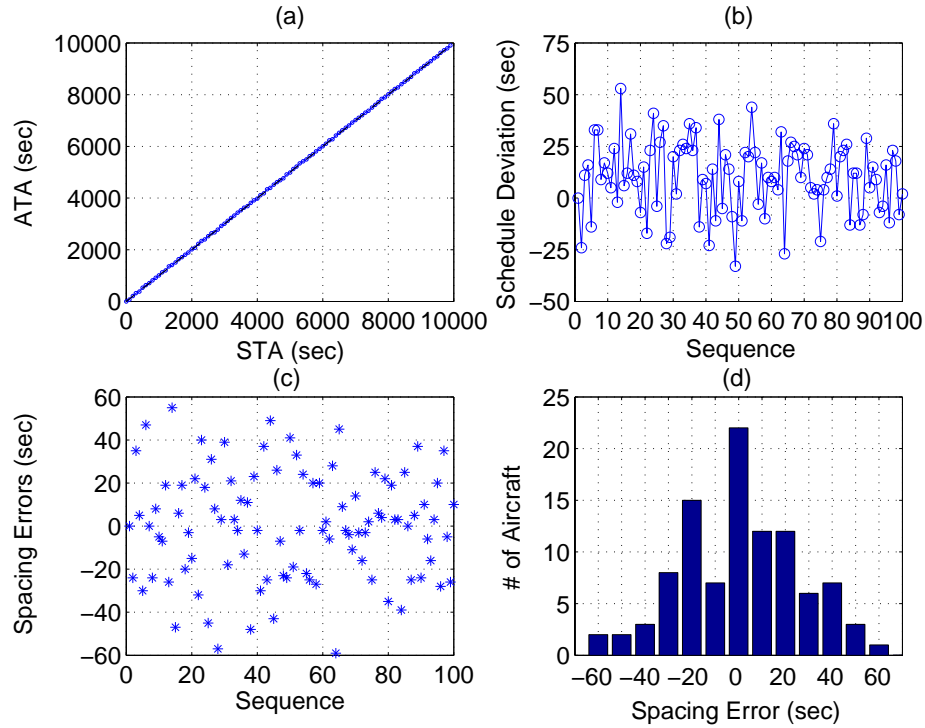 (a)
10000
8000
6000
4000
2000
0
ATA (sec)
0 2000 4000 6000 8000 10000
STA (sec)
(b)
75
50
25
0
−25
−50
Schedule Deviation (sec)
0 10 20 30 40 50 60 70 80 90100
Sequence
(c)
60
40
20
0
−20
−40
−60
Spacing Errors (sec)
0 20 40 60 80 100
Sequence
(d)
25
20
15
10
5
0
# of Aircraft
−60 −40 −20 0 20 40 60
Spacing Error (sec)